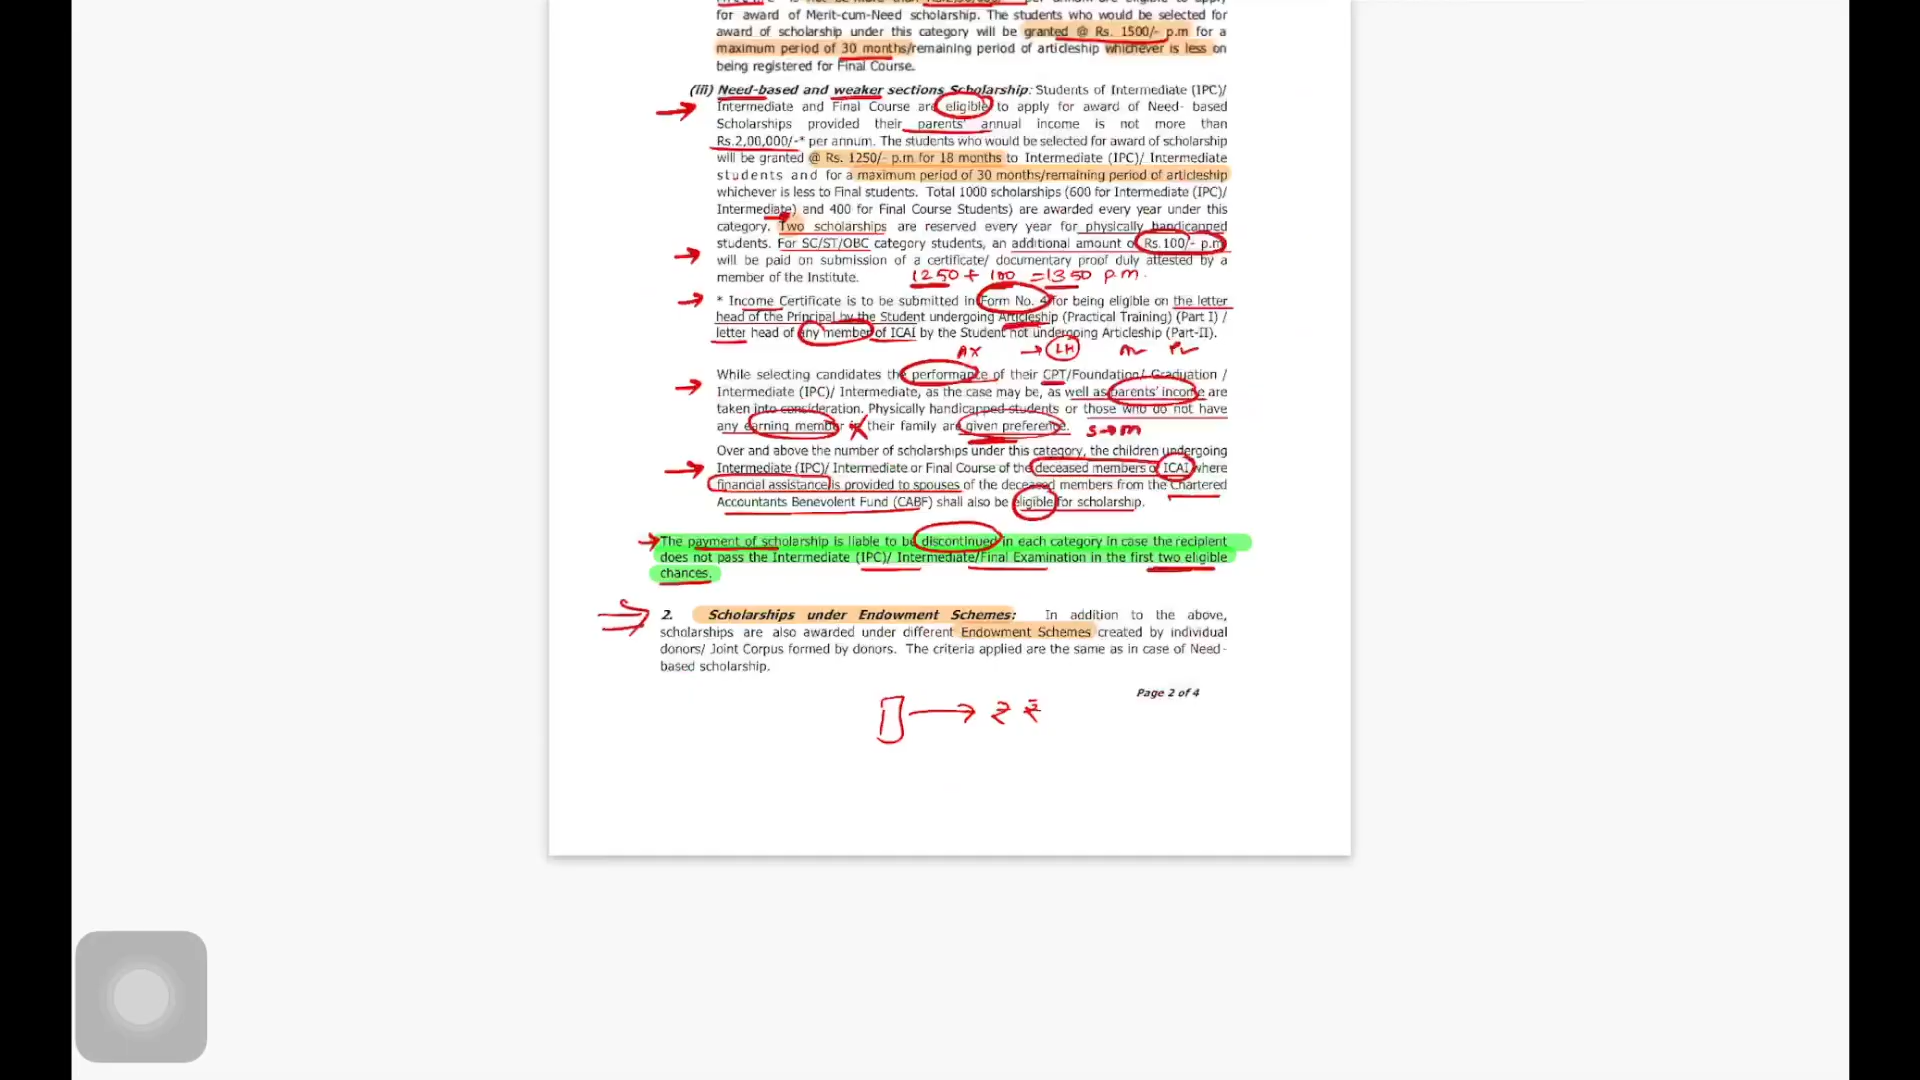 is not be more than Rs.2,50,000/- per annum are eligible to apply
for award of Merit-cum-Need scholarship. The students who would be selected for
award of scholarship under this category will be granted @ Rs. 1500/- p.m for a
maximum period of 30 months/remaining period of articleship whichever is less on
being registered for Final Course.
(iii) Need-based and weaker sections Scholarship: Students of Intermediate (IPC)/
Intermediate and Final Course are eligible to apply for award of Need- based
Scholarships provided their parents' annual income is not more than
Rs.2,00,000/-* per annum. The students who would be selected for award of scholarship
will be granted @ Rs. 1250/- p.m for 18 months to Intermediate (IPC)/ Intermediate
students and for a maximum period of 30 months/remaining period of articleship
whichever is less to Final students. Total 1000 scholarships (600 for Intermediate (IPC)/
Intermediate) and 400 for Final Course Students) are awarded every year under this
category. Two scholarships are reserved every year for physically handicapped
students. For SC/ST/OBC category students, an additional amount of Rs.100/- p.m
will be paid on submission of a certificate/ documentary proof duly attested by a
member of the Institute.
1250 + 100 = 1350 p.m.
* Income Certificate is to be submitted in Form No. 4 for being eligible on the letter
head of the Principal by the Student undergoing Articleship (Practical Training) (Part I) /
letter head of any member of ICAI by the Student not undergoing Articleship (Part-II).
AX → LH
While selecting candidates the performance of their CPT/Foundation/ Graduation /
Intermediate (IPC)/ Intermediate, as the case may be, as well as parents' income are
taken into consideration. Physically handicapped students or those who do not have
any earning member in their family are given preference. S→m
Over and above the number of scholarships under this category, the children undergoing
Intermediate (IPC)/ Intermediate or Final Course of the deceased members of ICAI where
financial assistance is provided to spouses of the deceased members from the Chartered
Accountants Benevolent Fund (CABF) shall also be eligible for scholarship.
The payment of scholarship is liable to be discontinued in each category in case the recipient
does not pass the Intermediate (IPC)/ Intermediate/Final Examination in the first two eligible
chances.
2. Scholarships under Endowment Schemes: In addition to the above,
scholarships are also awarded under different Endowment Schemes created by individual
donors/ Joint Corpus formed by donors. The criteria applied are the same as in case of Need-
based scholarship.
Page 2 of 4
→ ₹ ₹